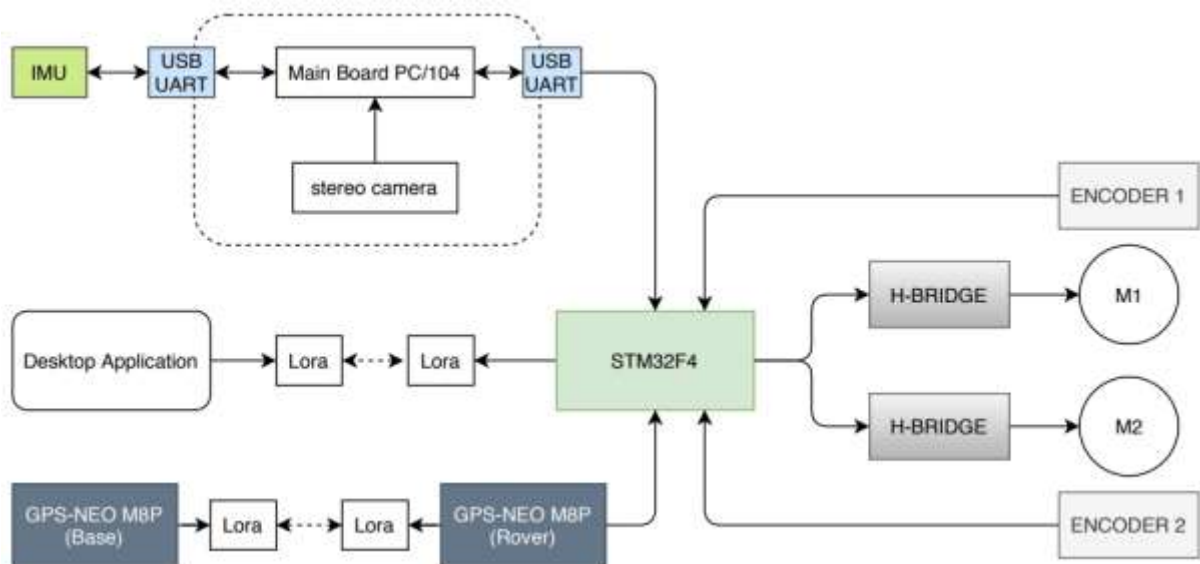 IMU
USB
UART
Main Board PC/104
USB
UART
stereo camera
ENCODER 1
H-BRIDGE
M1
Desktop Application
Lora
Lora
STM32F4
H-BRIDGE
M2
GPS-NEO M8P
(Base)
Lora
Lora
GPS-NEO M8P
(Rover)
ENCODER 2